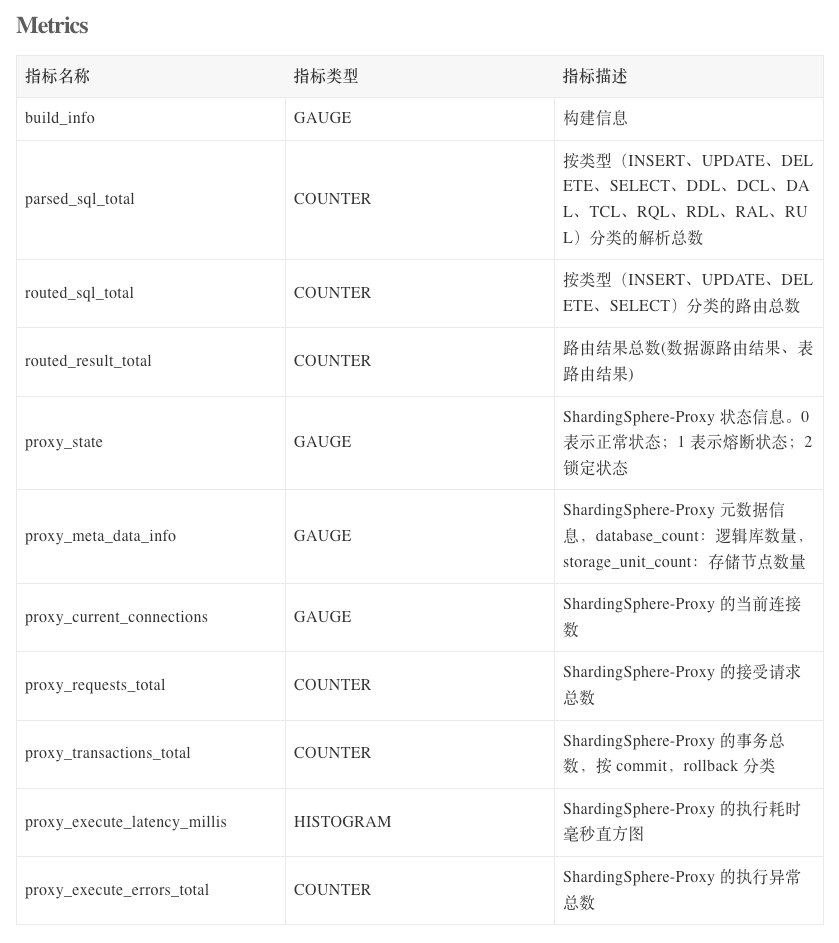 Metrics
指标名称 指标类型 指标描述
build_info GAUGE 构建信息
parsed_sql_total COUNTER 按类型（INSERT、UPDATE、DEL
ETE、SELECT、DDL、DCL、DA
L、TCL、RQL、RDL、RAL、RU
L）分类的解析总数
routed_sql_total COUNTER 按类型（INSERT、UPDATE、DEL
ETE、SELECT）分类的路由总数
routed_result_total COUNTER 路由结果总数(数据源路由结果、表
路由结果)
proxy_state GAUGE ShardingSphere-Proxy 状态信息。0
表示正常状态；1 表示熔断状态；2
锁定状态
proxy_meta_data_info GAUGE ShardingSphere-Proxy 元数据信
息，database_count：逻辑库数量，
storage_unit_count：存储节点数量
proxy_current_connections GAUGE ShardingSphere-Proxy 的当前连接
数
proxy_requests_total COUNTER ShardingSphere-Proxy 的接受请求
总数
proxy_transactions_total COUNTER ShardingSphere-Proxy 的事务总
数，按 commit，rollback 分类
proxy_execute_latency_millis HISTOGRAM ShardingSphere-Proxy 的执行耗时
毫秒直方图
proxy_execute_errors_total COUNTER ShardingSphere-Proxy 的执行异常
总数